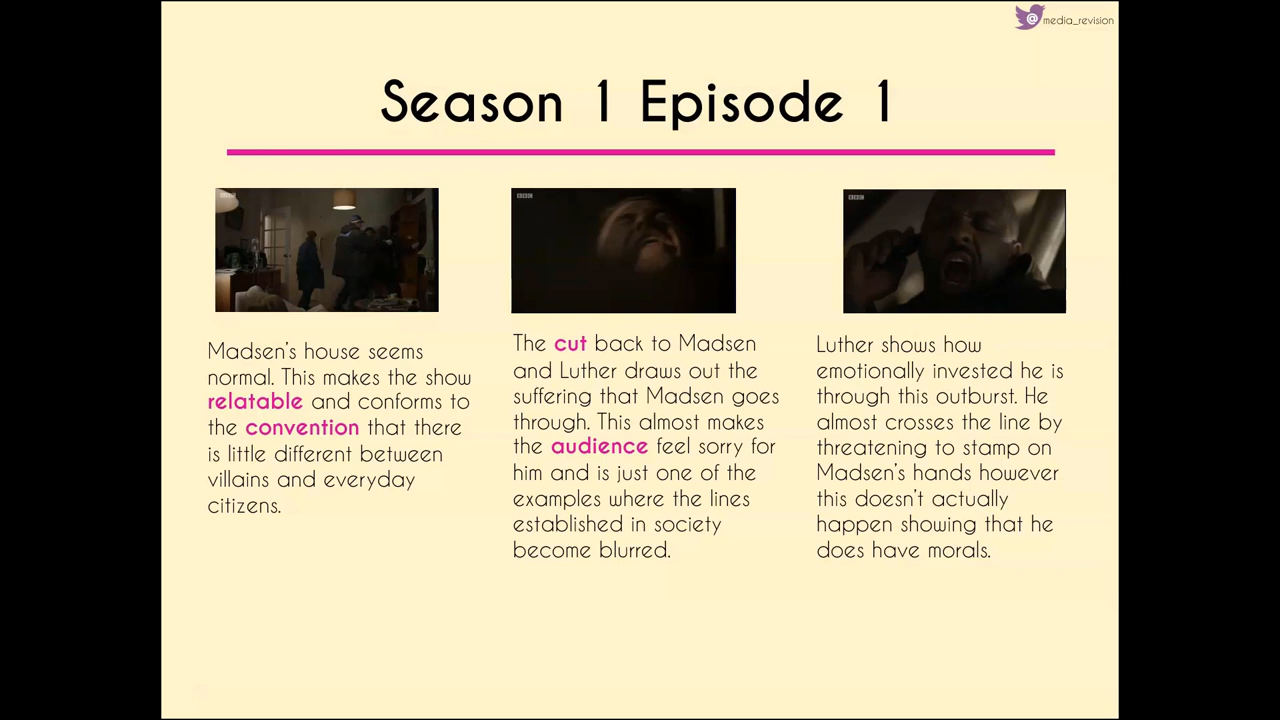 @media_revision
Season 1 Episode 1
BBC
BBC
BBC
Madsen's house seems
normal. This makes the show
relatable and conforms to
the convention that there
is little different between
villains and everyday
citizens.
The cut back to Madsen
and Luther draws out the
suffering that Madsen goes
through. This almost makes
the audience feel sorry for
him and is just one of the
examples where the lines
established in society
become blurred.
Luther shows how
emotionally invested he is
through this outburst. He
almost crosses the line by
threatening to stamp on
Madsen's hands however
this doesn't actually
happen showing that he
does have morals.